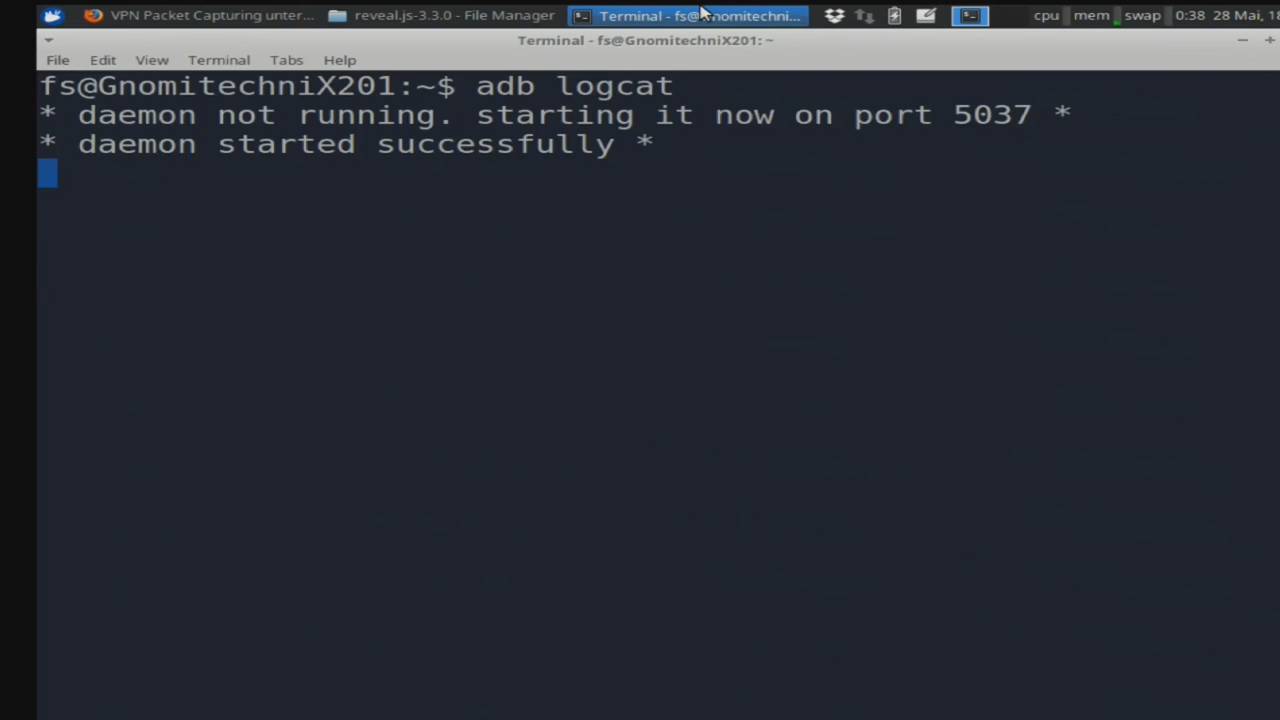 VPN Packet Capturing unter... reveal.js-3.3.0 - File Manager Terminal - fs@Gnomitechni... cpu mem swap 0:38 28 Mai, 18
Terminal - fs@GnomitechniX201: ~
File Edit View Terminal Tabs Help
fs@GnomitechniX201:~$ adb logcat
* daemon not running. starting it now on port 5037 *
* daemon started successfully *